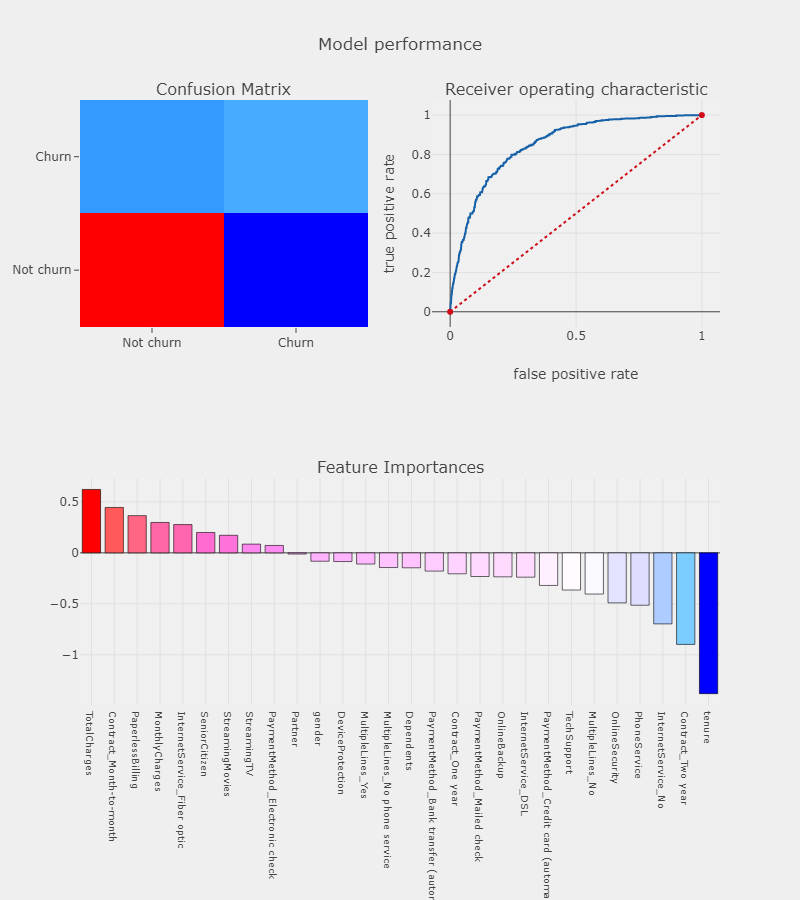 Model performance
Confusion Matrix
Churn
Not churn
Not churn
Churn
Receiver operating characteristic
true positive rate
1
0.8
0.6
0.4
0.2
0
0
0.5
1
false positive rate
Feature Importances
0.5
0
−0.5
−1
TotalCharges
Contract_Month-to-month
PaperlessBilling
MonthlyCharges
InternetService_Fiber optic
SeniorCitizen
StreamingMovies
StreamingTV
PaymentMethod_Electronic check
Partner
gender
DeviceProtection
MultipleLines_Yes
MultipleLines_No phone service
Dependents
PaymentMethod_Bank transfer (autor
Contract_One year
PaymentMethod_Mailed check
OnlineBackup
InternetService_DSL
PaymentMethod_Credit card (automa
TechSupport
MultipleLines_No
OnlineSecurity
PhoneService
InternetService_No
Contract_Two year
tenure